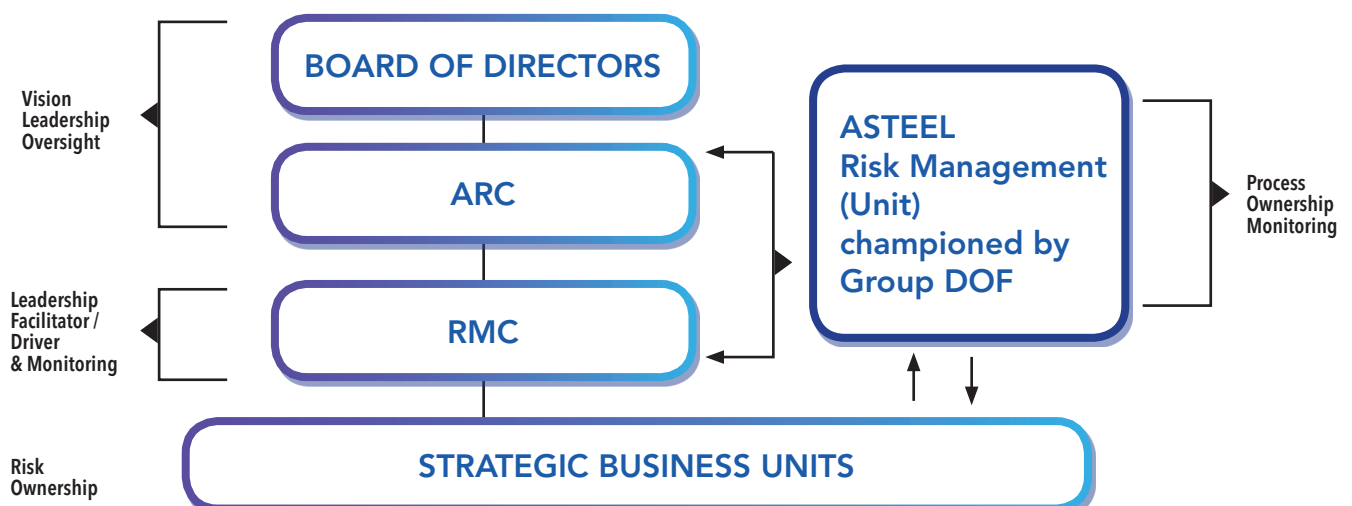 Vision
Leadership
Oversight
BOARD OF DIRECTORS
ARC
ASTEEL
Risk Management
(Unit)
championed by
Group DOF
Process
Ownership
Monitoring
Leadership
Facilitator /
Driver
& Monitoring
RMC
Risk
Ownership
STRATEGIC BUSINESS UNITS